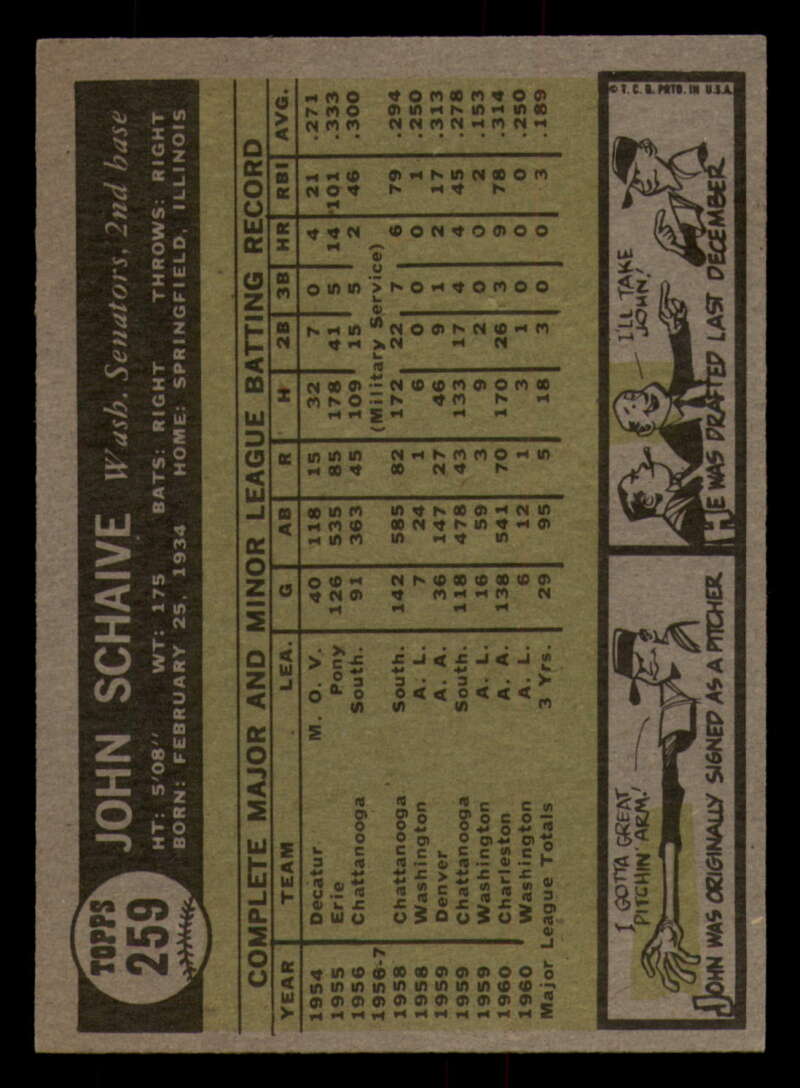 TOPPS
259
JOHN SCHAIVE Wash. Senators, 2nd base
HT: 5'08" WT: 175 BATS: RIGHT THROWS: RIGHT
BORN: FEBRUARY 25, 1934 HOME: SPRINGFIELD, ILLINOIS
COMPLETE MAJOR AND MINOR LEAGUE BATTING RECORD
YEAR TEAM LEA. G AB R H 2B 3B HR RBI AVG.
1954 Decatur M. O. V. 40 118 15 32 7 0 4 21 .271
1955 Erie Pony 126 535 85 178 41 5 14 101 .333
1956 Chattanooga South. 91 363 45 109 15 5 2 46 .300
1956-7 (Military Service)
1958 Chattanooga South. 142 585 82 172 22 7 6 79 .294
1958 Washington A. L. 7 24 1 6 0 0 0 1 .250
1959 Denver A. A. 36 147 27 46 9 1 2 17 .313
1959 Chattanooga South. 118 478 43 133 17 4 4 45 .278
1959 Washington A. L. 16 59 3 9 2 0 0 2 .153
1960 Charleston A. A. 138 541 70 170 26 3 9 78 .314
1960 Washington A. L. 6 12 1 3 1 0 0 0 .250
Major League Totals 3 Yrs. 29 95 5 18 3 0 0 3 .189
© T. C. G. PRTD. IN U.S.A.
I GOTTA GREAT
PITCHIN' ARM!
JOHN WAS ORIGINALLY SIGNED AS A PITCHER
I'LL TAKE
JOHN!
HE WAS DRAFTED LAST DECEMBER